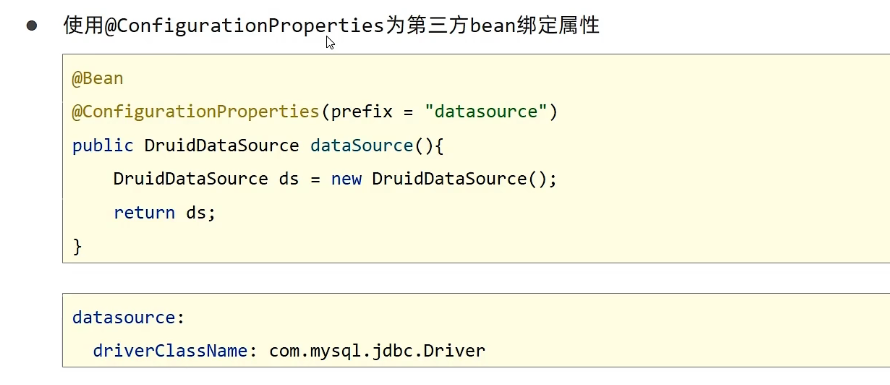 ● 使用@ConfigurationProperties为第三方bean绑定属性
@Bean
@ConfigurationProperties(prefix = "datasource")
public DruidDataSource dataSource(){
    DruidDataSource ds = new DruidDataSource();
    return ds;
}
datasource:
  driverClassName: com.mysql.jdbc.Driver